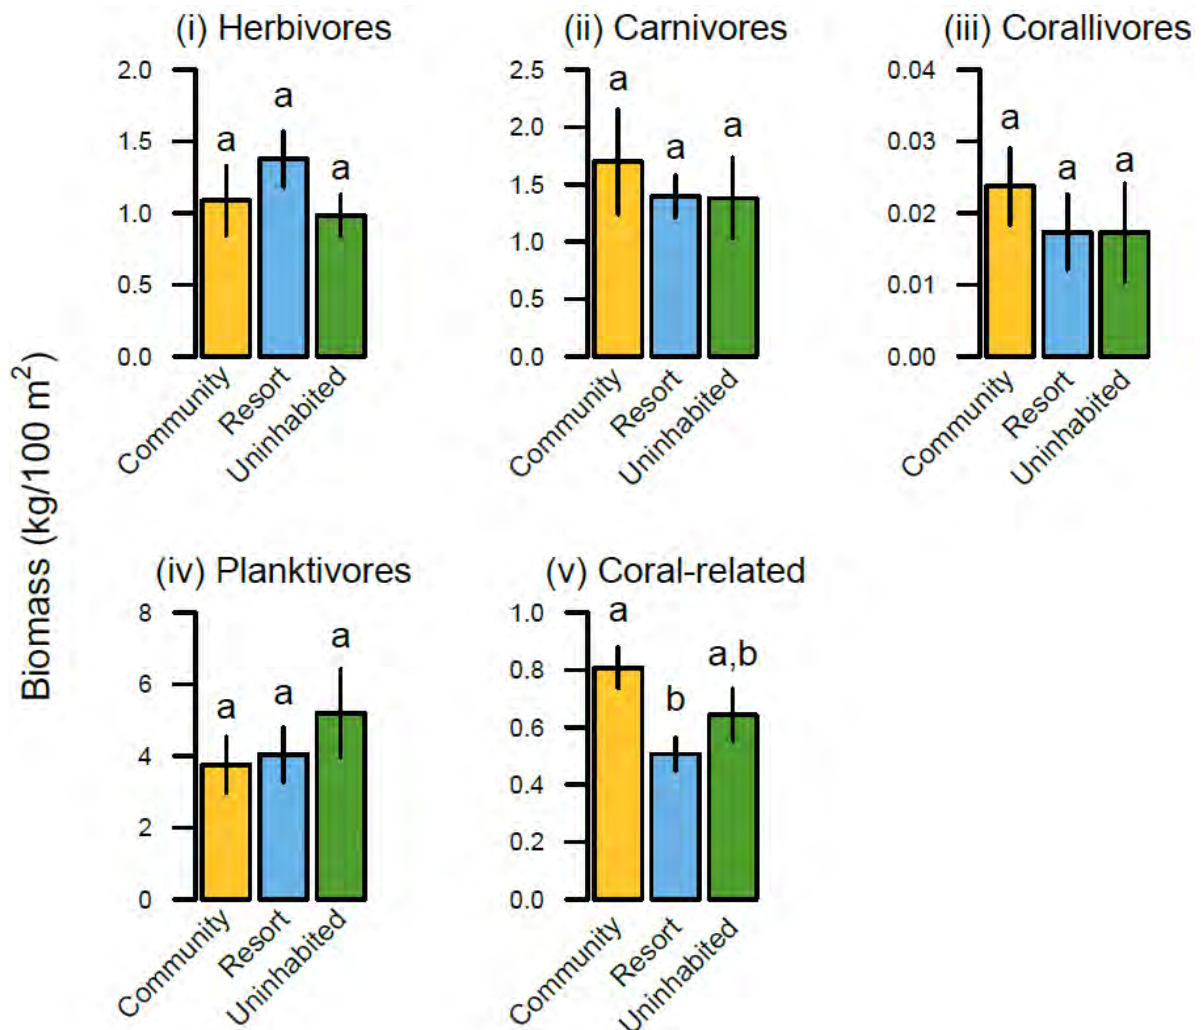 (i) Herbivores
(ii) Carnivores
(iii) Corallivores
2.0
1.5
1.0
0.5
0.0
a
a
a
Community
Resort
Uninhabited
2.5
2.0
1.5
1.0
0.5
0.0
a
a
a
Community
Resort
Uninhabited
0.04
0.03
0.02
0.01
0.00
a
a
a
Community
Resort
Uninhabited
Biomass (kg/100 m²)
(iv) Planktivores
(v) Coral-related
8
6
4
2
0
a
a
a
Community
Resort
Uninhabited
1.0
0.8
0.6
0.4
0.2
0.0
a
b
a,b
Community
Resort
Uninhabited